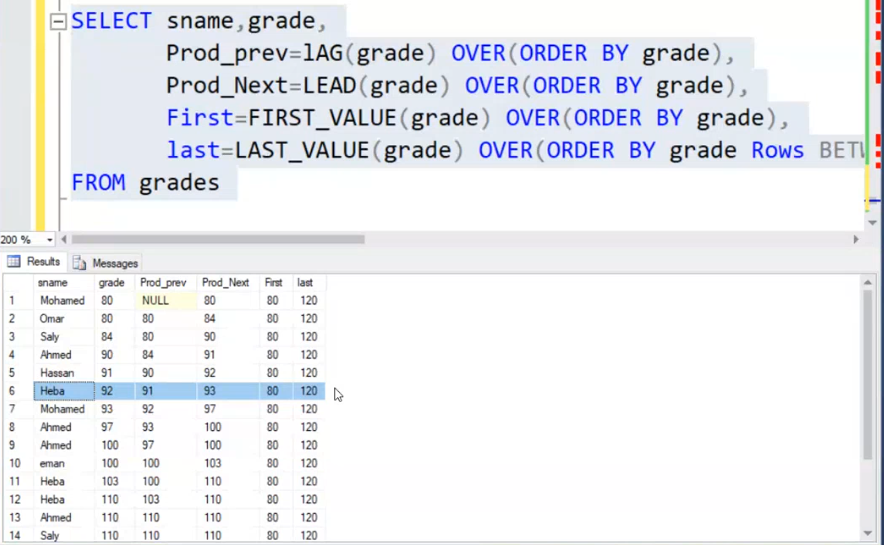 SELECT sname,grade,
Prod_prev=lAG(grade) OVER(ORDER BY grade),
Prod_Next=LEAD(grade) OVER(ORDER BY grade),
First=FIRST_VALUE(grade) OVER(ORDER BY grade),
last=LAST_VALUE(grade) OVER(ORDER BY grade Rows BETW
FROM grades
200 %
Results Messages
sname grade Prod_prev Prod_Next First last
1 Mohamed 80 NULL 80 80 120
2 Omar 80 80 84 80 120
3 Saly 84 80 90 80 120
4 Ahmed 90 84 91 80 120
5 Hassan 91 90 92 80 120
6 Heba 92 91 93 80 120
7 Mohamed 93 92 97 80 120
8 Ahmed 97 93 100 80 120
9 Ahmed 100 97 100 80 120
10 eman 100 100 103 80 120
11 Heba 103 100 110 80 120
12 Heba 110 103 110 80 120
13 Ahmed 110 110 110 80 120
14 Saly 110 110 110 80 120